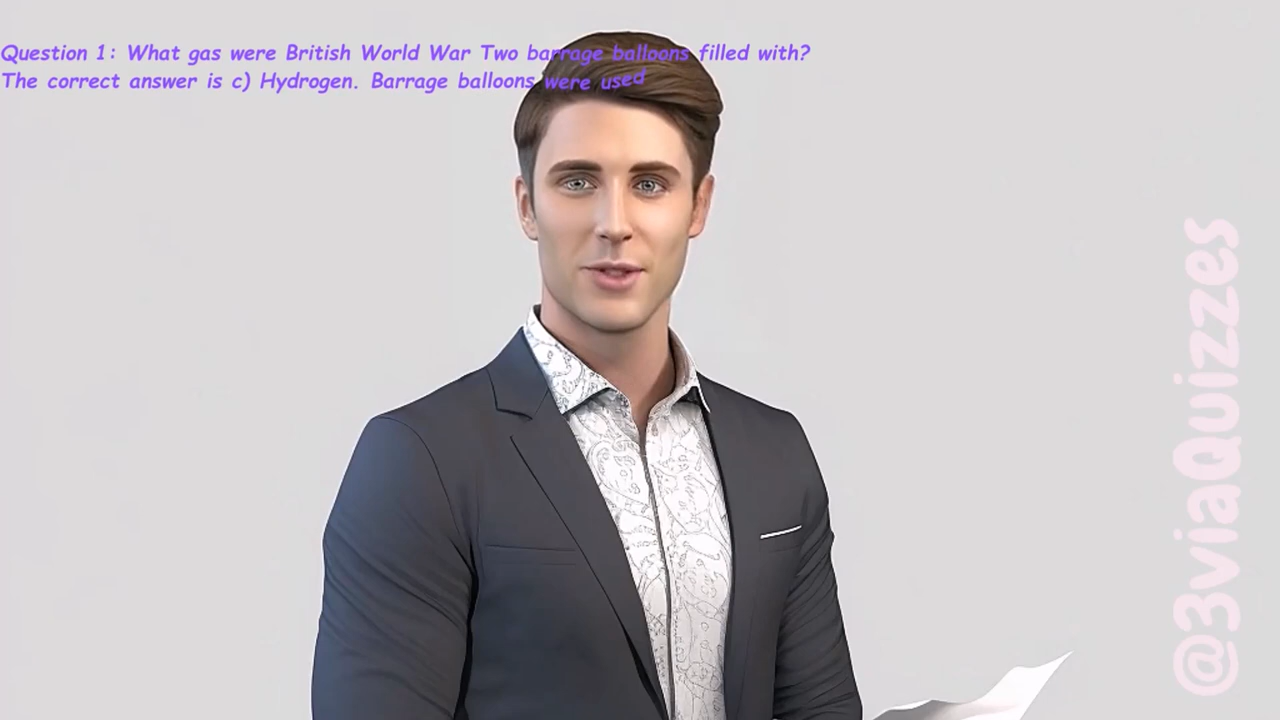 Question 1: What gas were British World War Two barrage balloons filled with?
The correct answer is c) Hydrogen. Barrage balloons were used
@3viaQuizzes